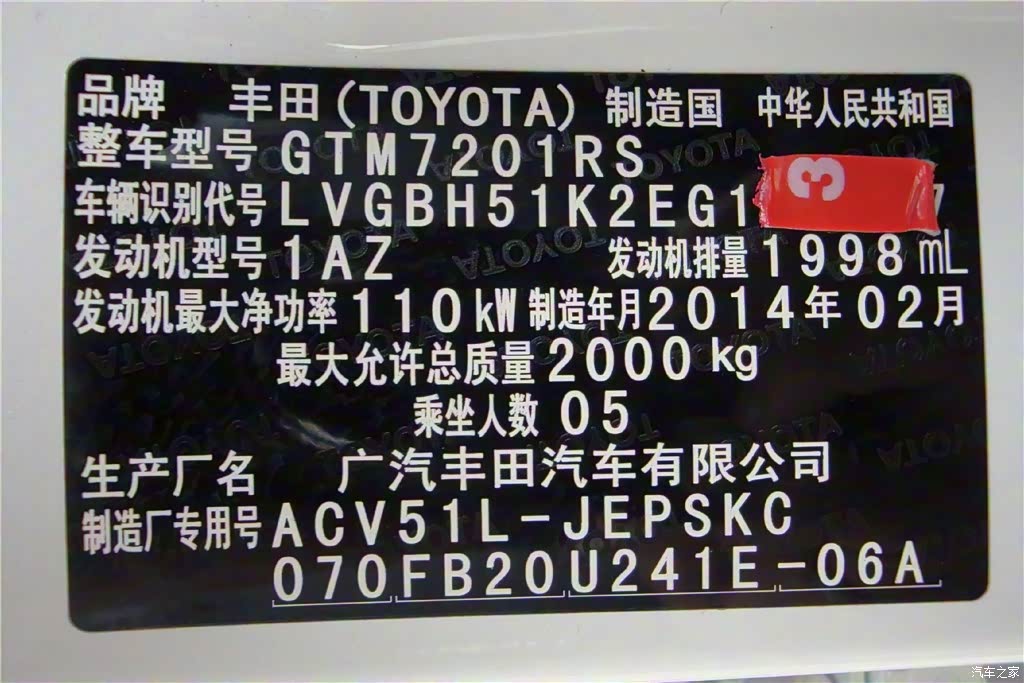 品牌 丰田(TOYOTA) 制造国 中华人民共和国
整车型号 GTM7201RS
车辆识别代号 LVGBH51K2EG1 3 7
发动机型号 1AZ 发动机排量 1998 mL
发动机最大净功率 110 kW 制造年月 2014年02月
最大允许总质量 2000 kg
乘坐人数 05
生产厂名 广汽丰田汽车有限公司
制造厂专用号 ACV51L-JEPSKC
070FB20U241E-06A
汽车之家